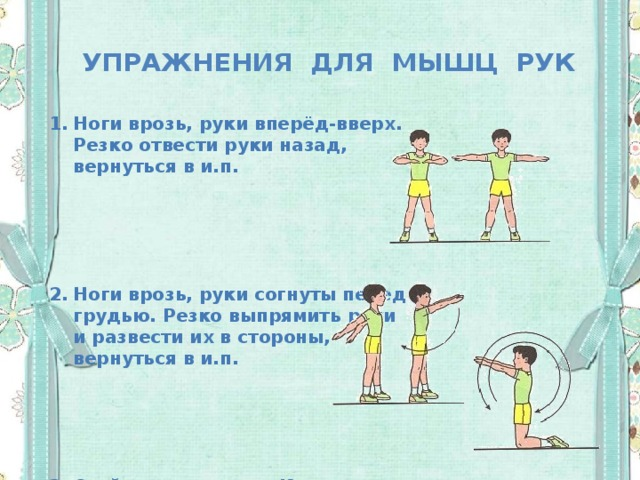 УПРАЖНЕНИЯ ДЛЯ МЫШЦ РУК
1. Ноги врозь, руки вперёд-вверх.
Резко отвести руки назад,
вернуться в и.п.
2. Ноги врозь, руки согнуты перед
грудью. Резко выпрямить руки
и развести их в стороны,
вернуться в и.п.